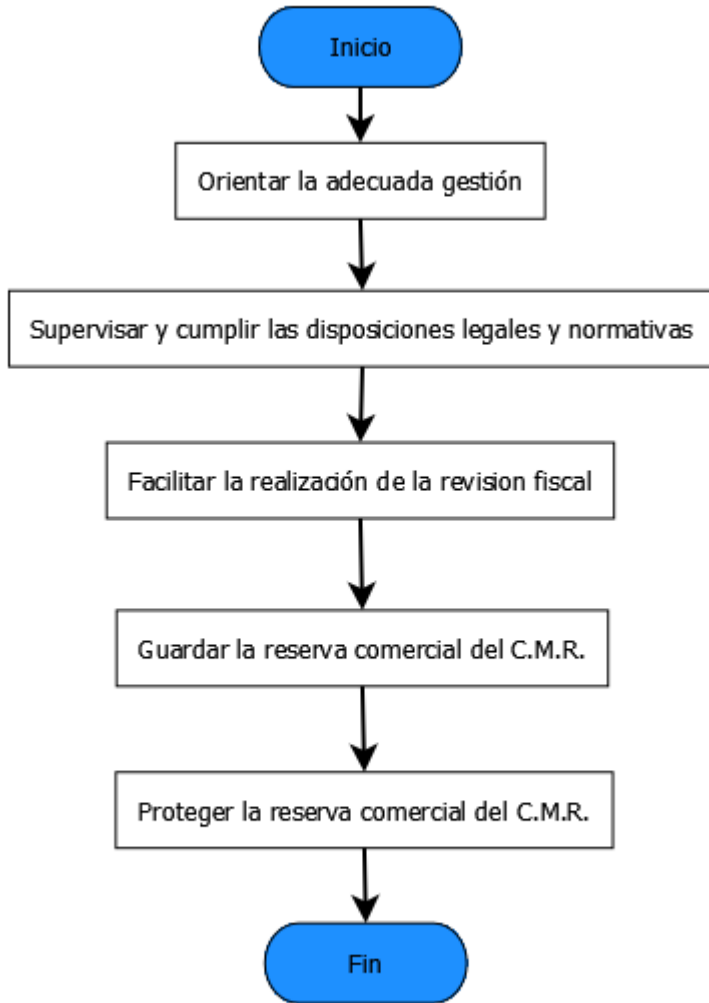 Inicio
Orientar la adecuada gestión
Supervisar y cumplir las disposiciones legales y normativas
Facilitar la realización de la revision fiscal
Guardar la reserva comercial del C.M.R.
Proteger la reserva comercial del C.M.R.
Fin